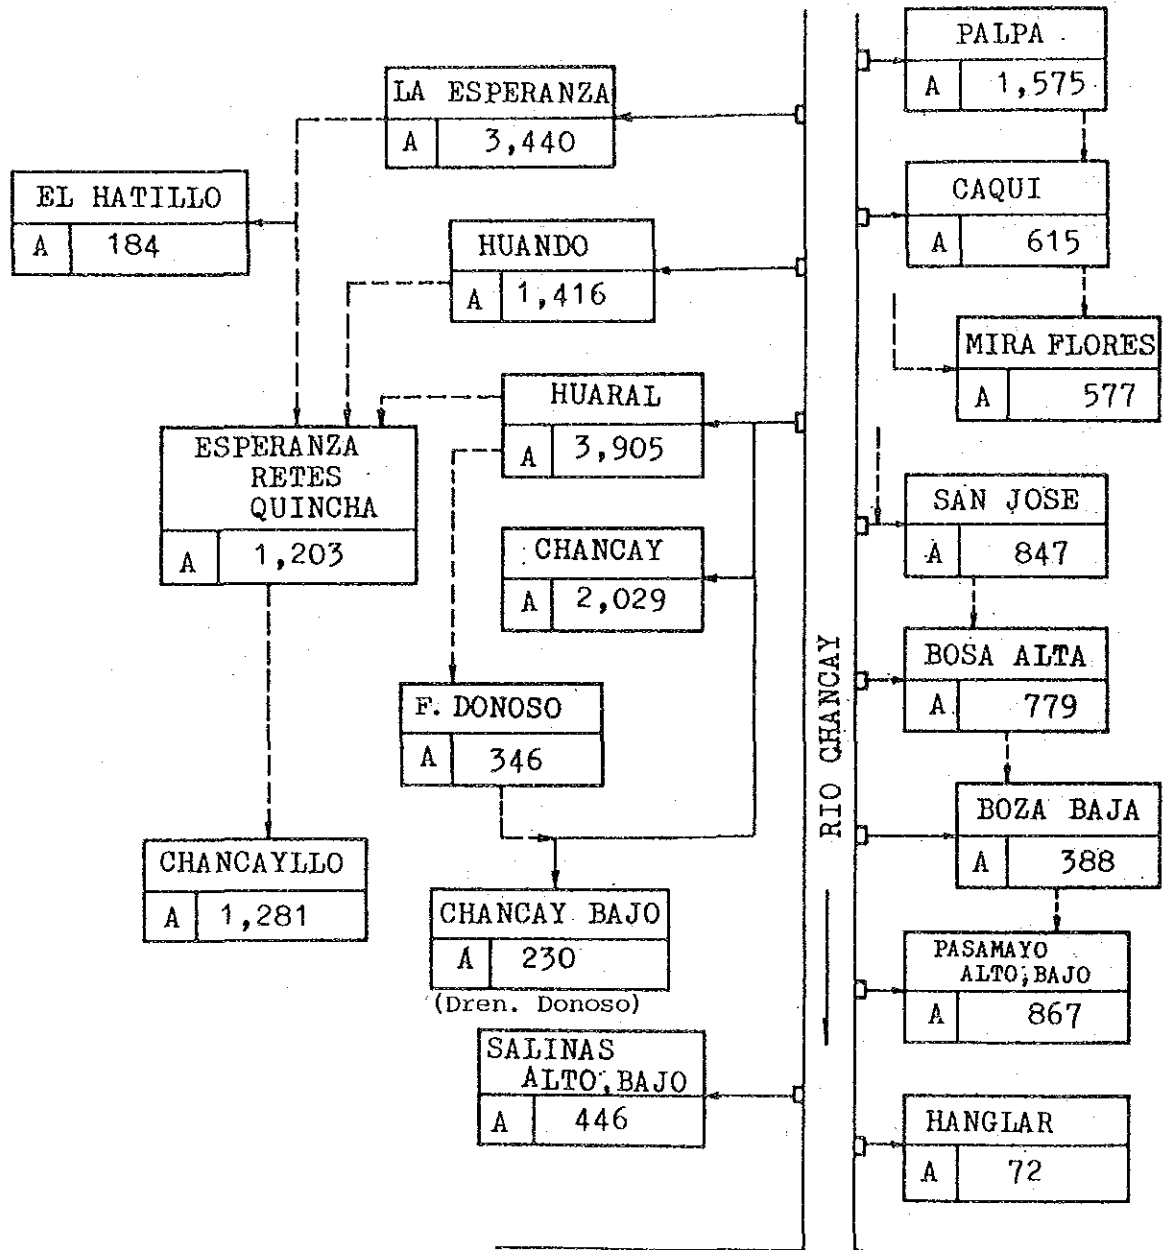 PALPA
A 1,575
LA ESPERANZA
A 3,440
CAQUI
A 615
EL HATILLO
A 184
HUANDO
A 1,416
MIRA FLORES
A 577
HUARAL
A 3,905
ESPERANZA
RETES
QUINCHA
A 1,203
SAN JOSE
A 847
CHANCAY
A 2,029
BOSA ALTA
A 779
F. DONOSO
A 346
RIO CHANCAY
BOZA BAJA
A 388
CHANCAYLLO
A 1,281
CHANCAY BAJO
A 230
(Dren. Donoso)
PASAMAYO
ALTO, BAJO
A 867
SALINAS
ALTO, BAJO
A 446
HANGLAR
A 72